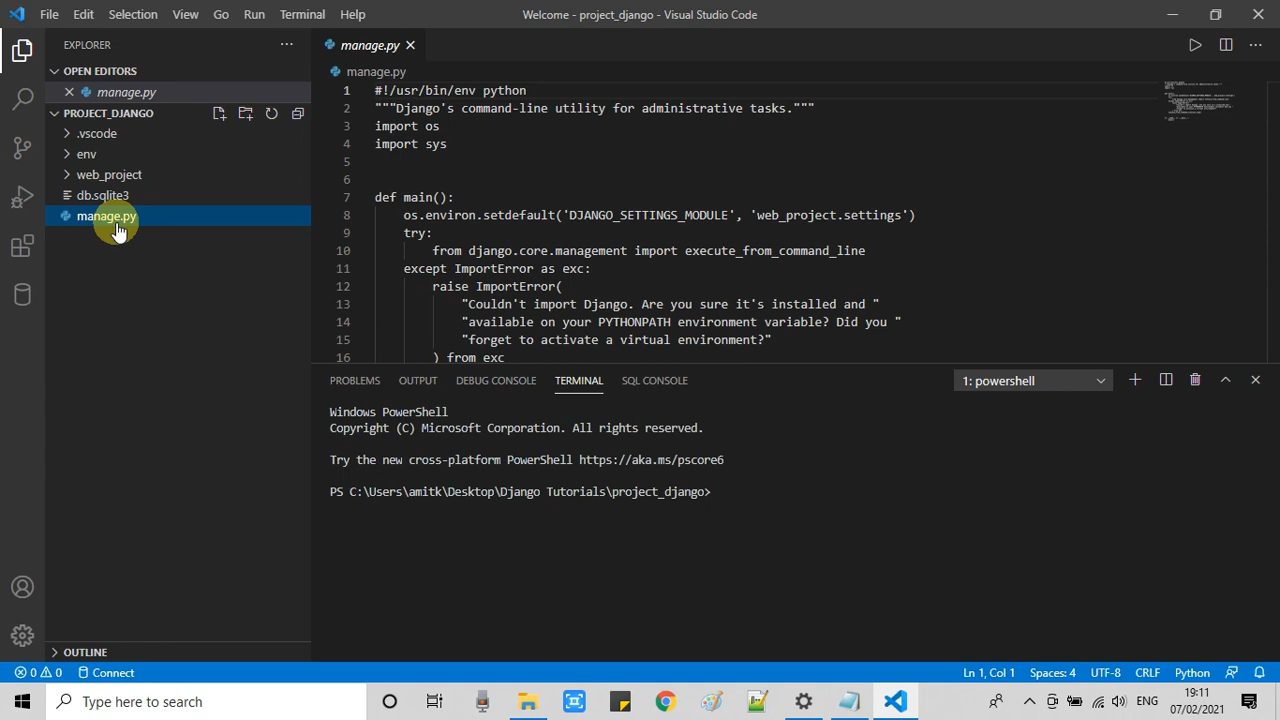 File Edit Selection View Go Run Terminal Help
Welcome - project_django - Visual Studio Code
EXPLORER
OPEN EDITORS
manage.py
PROJECT_DJANGO
.vscode
env
web_project
db.sqlite3
manage.py
OUTLINE
manage.py
manage.py
1 #!/usr/bin/env python
2 """Django's command-line utility for administrative tasks."""
3 import os
4 import sys
5
6
7 def main():
8 os.environ.setdefault('DJANGO_SETTINGS_MODULE', 'web_project.settings')
9 try:
10 from django.core.management import execute_from_command_line
11 except ImportError as exc:
12 raise ImportError(
13 "Couldn't import Django. Are you sure it's installed and "
14 "available on your PYTHONPATH environment variable? Did you "
15 "forget to activate a virtual environment?"
16 ) from exc
PROBLEMS OUTPUT DEBUG CONSOLE TERMINAL SQL CONSOLE 1: powershell
Windows PowerShell
Copyright (C) Microsoft Corporation. All rights reserved.
Try the new cross-platform PowerShell https://aka.ms/pscore6
PS C:\Users\amitk\Desktop\Django Tutorials\project_django>
0 0 Connect Ln 1, Col 1 Spaces: 4 UTF-8 CRLF Python
Type here to search
ENG
19:11
07/02/2021